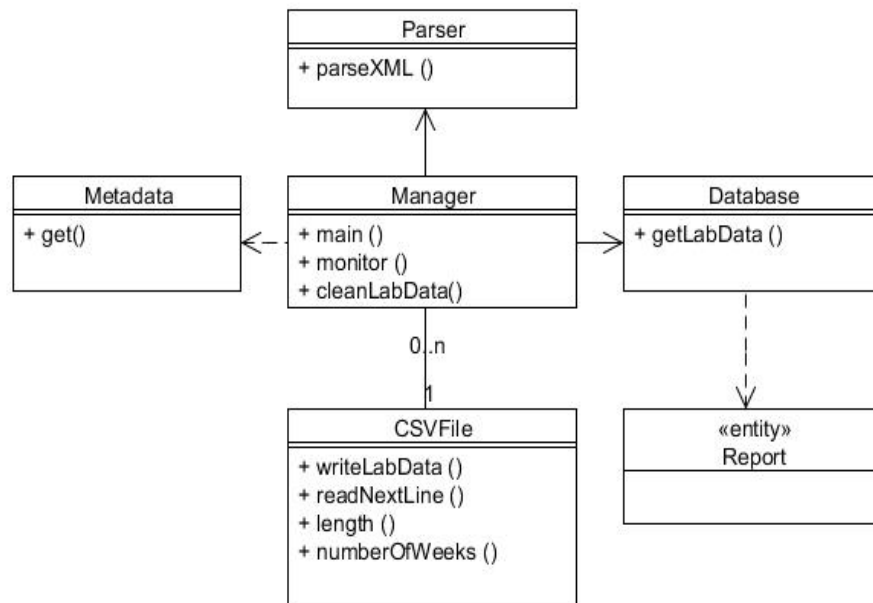 Parser
+ parseXML ()
Metadata
+ get()
Manager
+ main ()
+ monitor ()
+ cleanLabData()
Database
+ getLabData ()
0..n
1
CSVFile
+ writeLabData ()
+ readNextLine ()
+ length ()
+ numberOfWeeks ()
«entity»
Report